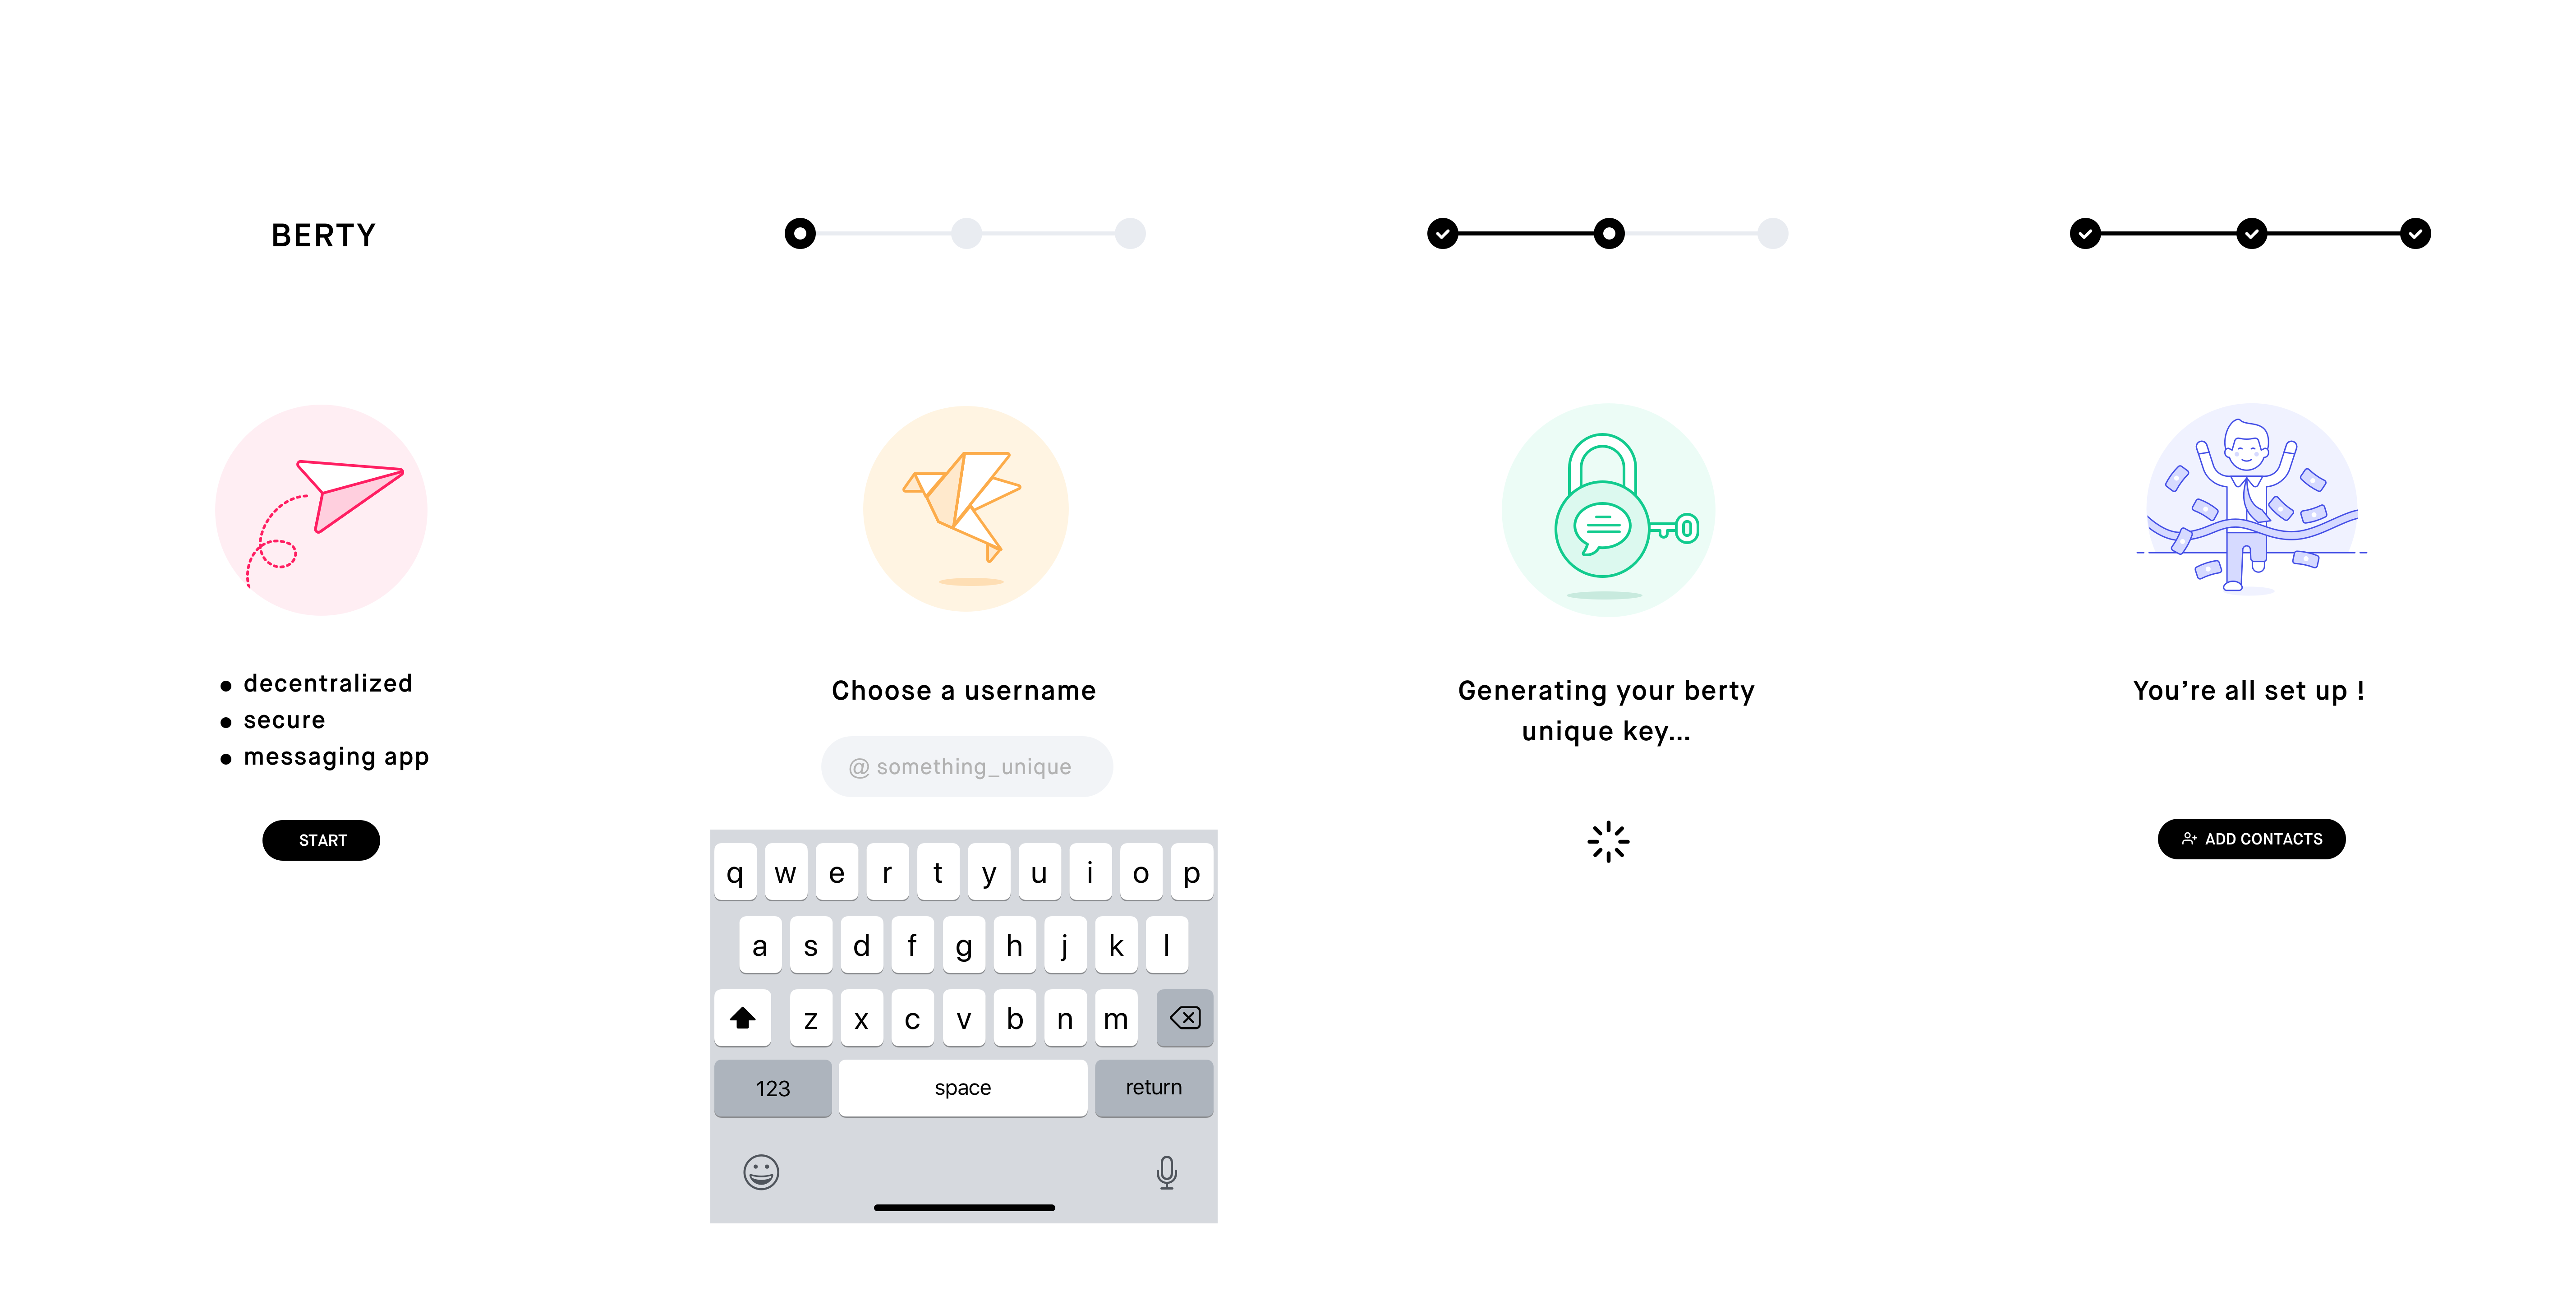 BERTY
decentralized
secure
messaging app
START
Choose a username
@ something_unique
q w e r t y u i o p
a s d f g h j k l
z x c v b n m
123 space return
Generating your berty
unique key...
You’re all set up !
ADD CONTACTS